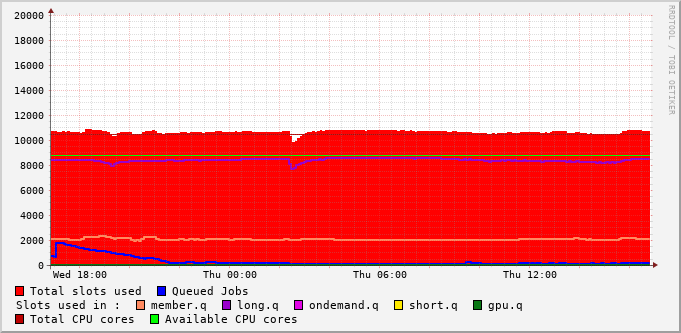 20000
18000
16000
14000
12000
10000
8000
6000
4000
2000
0
Wed 18:00 Thu 00:00 Thu 06:00 Thu 12:00
RRDTOOL / TOBI OETIKER
Total slots used Queued Jobs
Slots used in : member.q long.q ondemand.q short.q gpu.q
Total CPU cores Available CPU cores